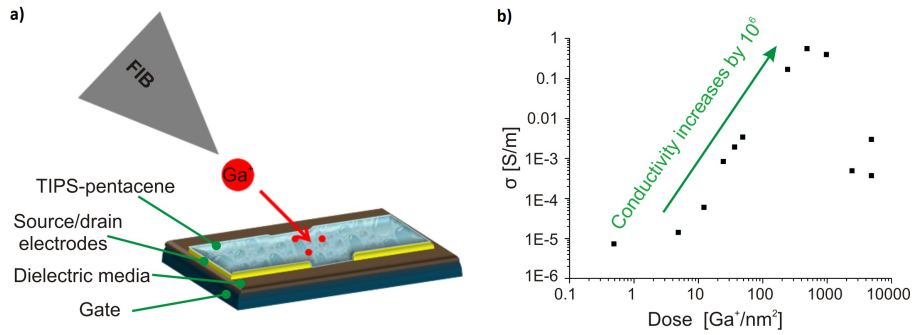 a)
FIB
Ga⁺
TIPS-pentacene
Source/drain
electrodes
Dielectric media
Gate
b)
Conductivity increases by 10⁶
σ [S/m]
1
0.1
0.01
1E-3
1E-4
1E-5
1E-6
0.1
1
10
100
1000
10000
Dose [Ga⁺/nm²]